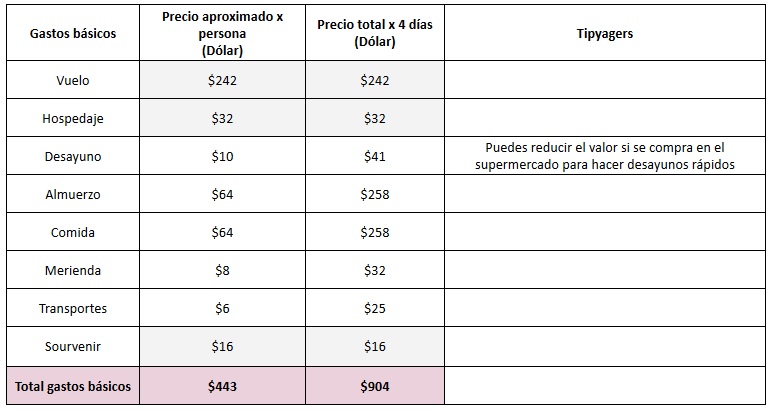 Gastos básicos
Precio aproximado x
persona
(Dólar)
Precio total x 4 días
(Dólar)
Tipyagers
Vuelo $242 $242
Hospedaje $32 $32
Desayuno $10 $41
Puedes reducir el valor si se compra en el
supermercado para hacer desayunos rápidos
Almuerzo $64 $258
Comida $64 $258
Merienda $8 $32
Transportes $6 $25
Sourvenir $16 $16
Total gastos básicos $443 $904